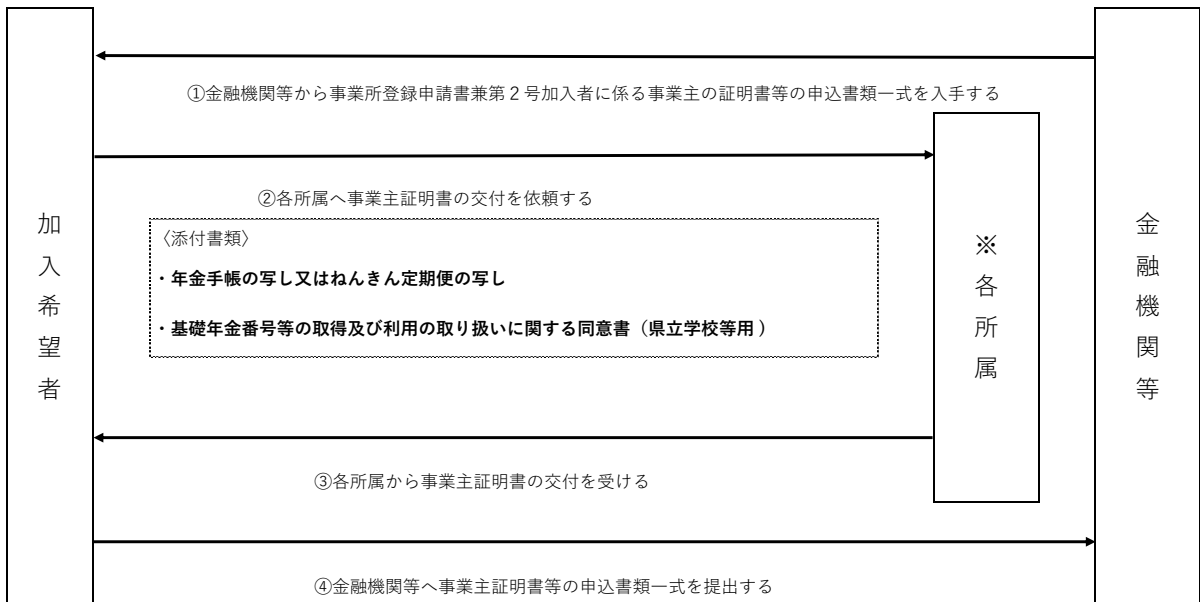 ①金融機関等から事業所登録申請書兼第２号加入者に係る事業主の証明書等の申込書類一式を入手する
②各所属へ事業主証明書の交付を依頼する
〈添付書類〉
・年金手帳の写し又はねんきん定期便の写し
・基礎年金番号等の取得及び利用の取り扱いに関する同意書（県立学校等用）
加入希望者
※各所属
金融機関等
③各所属から事業主証明書の交付を受ける
④金融機関等へ事業主証明書等の申込書類一式を提出する